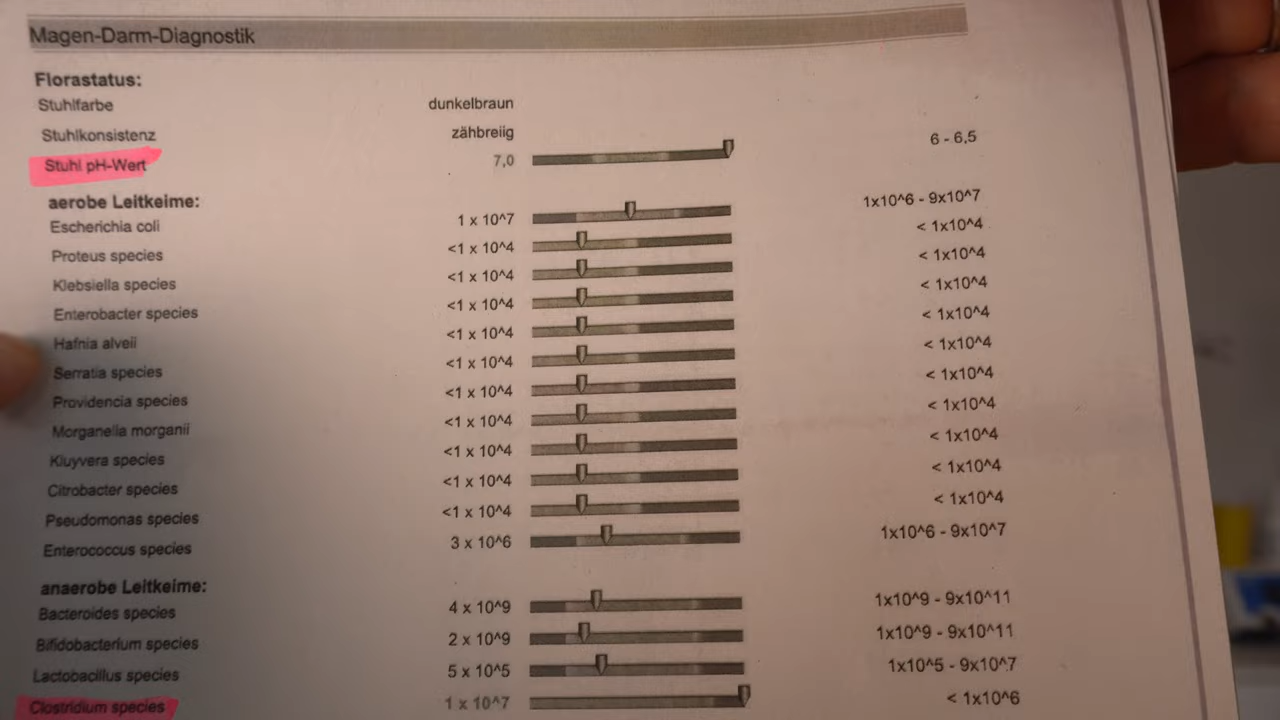 Magen-Darm-Diagnostik
Florastatus:
Stuhlfarbe dunkelbraun
Stuhlkonsistenz zähbreiig
Stuhl pH-Wert 7,0 6 - 6,5
aerobe Leitkeime:
Escherichia coli 1 x 10^7 1x10^6 - 9x10^7
Proteus species <1 x 10^4 < 1x10^4
Klebsiella species <1 x 10^4 < 1x10^4
Enterobacter species <1 x 10^4 < 1x10^4
Hafnia alveii <1 x 10^4 < 1x10^4
Serratia species <1 x 10^4 < 1x10^4
Providencia species <1 x 10^4 < 1x10^4
Morganella morganii <1 x 10^4 < 1x10^4
Kluyvera species <1 x 10^4 < 1x10^4
Citrobacter species <1 x 10^4 < 1x10^4
Pseudomonas species <1 x 10^4 < 1x10^4
Enterococcus species 3 x 10^6 1x10^6 - 9x10^7
anaerobe Leitkeime:
Bacteroides species 4 x 10^9 1x10^9 - 9x10^11
Bifidobacterium species 2 x 10^9 1x10^9 - 9x10^11
Lactobacillus species 5 x 10^5 1x10^5 - 9x10^7
Clostridium species 1 x 10^7 < 1x10^6